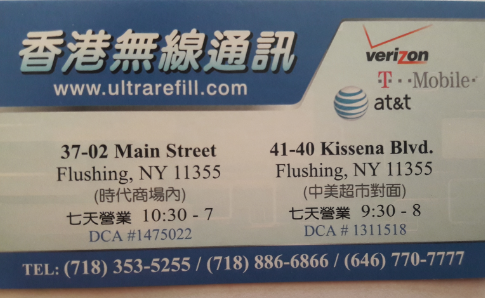 香港無線通訊
www.ultrarefill.com
verizon
T··Mobile·
at&t
37-02 Main Street
Flushing, NY 11355
(時代商場內)
七天營業 10:30 - 7
DCA #1475022
41-40 Kissena Blvd.
Flushing, NY 11355
(中美超市對面)
七天營業 9:30 - 8
DCA # 1311518
TEL: (718) 353-5255 / (718) 886-6866 / (646) 770-7777